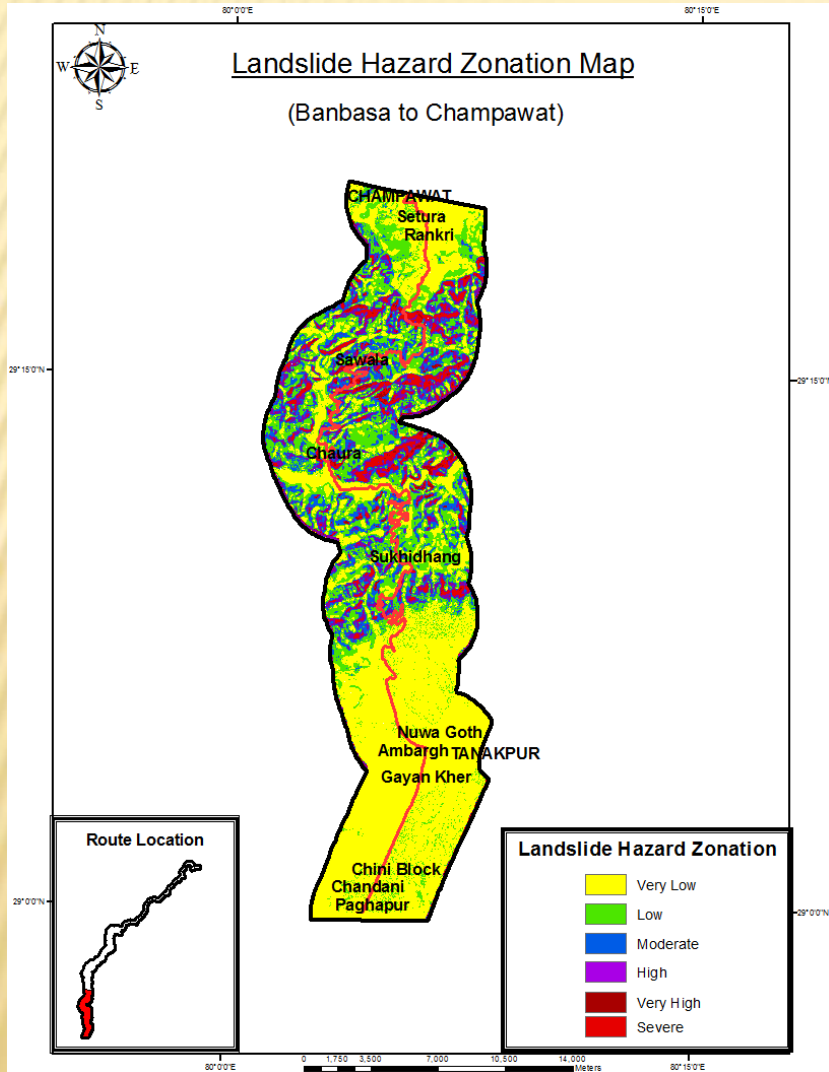 80°0'0"E
80°15'0"E
N
W
E
S
Landslide Hazard Zonation Map
(Banbasa to Champawat)
CHAMPAWAT
Setura
Rankri
29°15'0"N
Sawala
29°15'0"N
Chaura
Sukhidhang
Nuwa Goth
Ambargh TANAKPUR
Gayan Kher
Chini Block
Chandani
Paghapur
29°0'0"N
29°0'0"N
Route Location
Landslide Hazard Zonation
Very Low
Low
Moderate
High
Very High
Severe
80°0'0"E
0 1,750 3,500 7,000 10,500 14,000
Meters
80°15'0"E